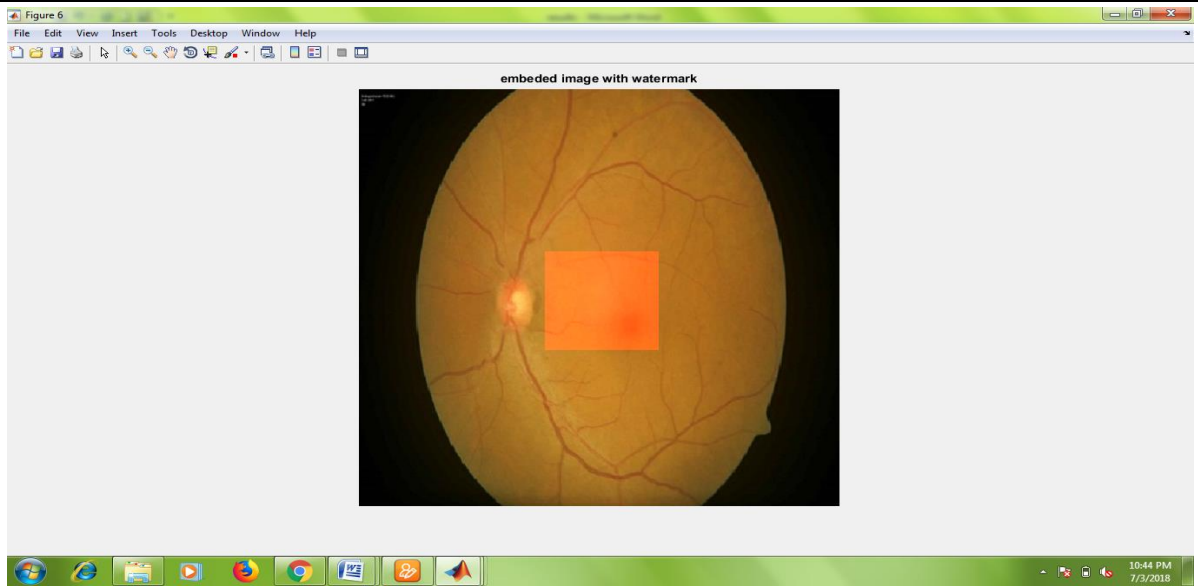 Figure 6
File Edit View Insert Tools Desktop Window Help
embeded image with watermark
10:44 PM
7/3/2018